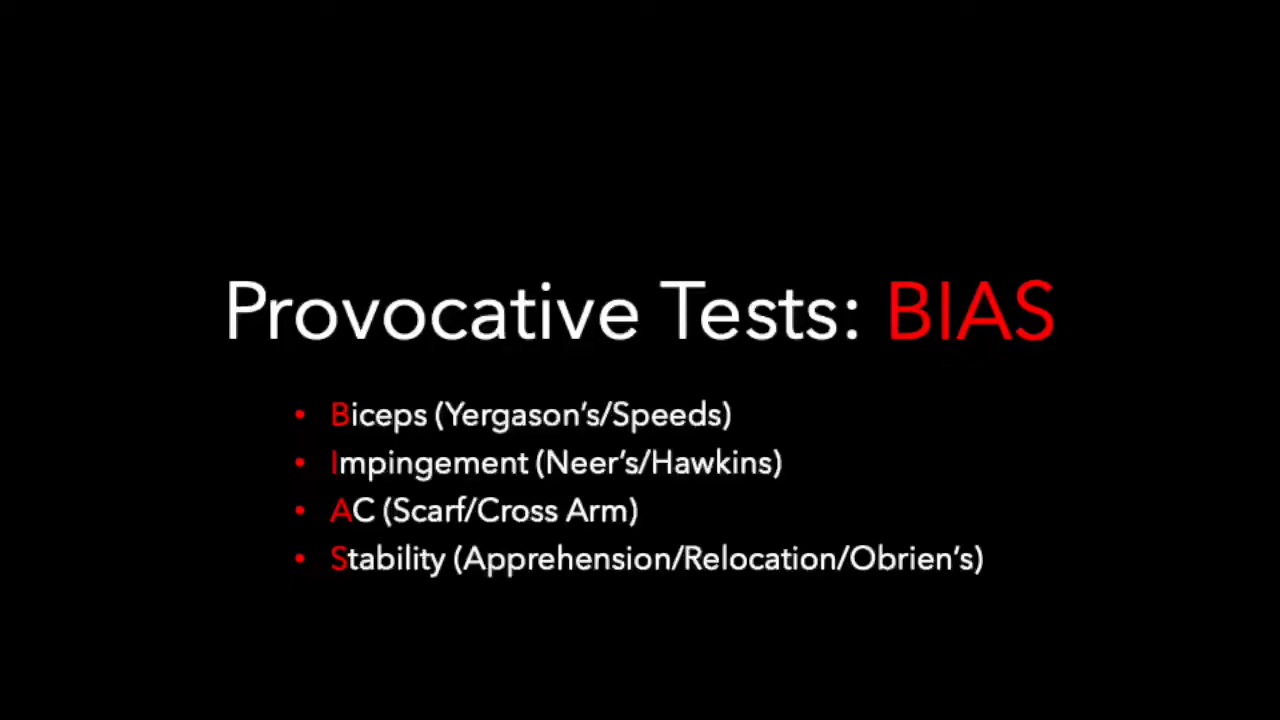 Provocative Tests: BIAS
• Biceps (Yergason's/Speeds)
• Impingement (Neer's/Hawkins)
• AC (Scarf/Cross Arm)
• Stability (Apprehension/Relocation/Obrien's)